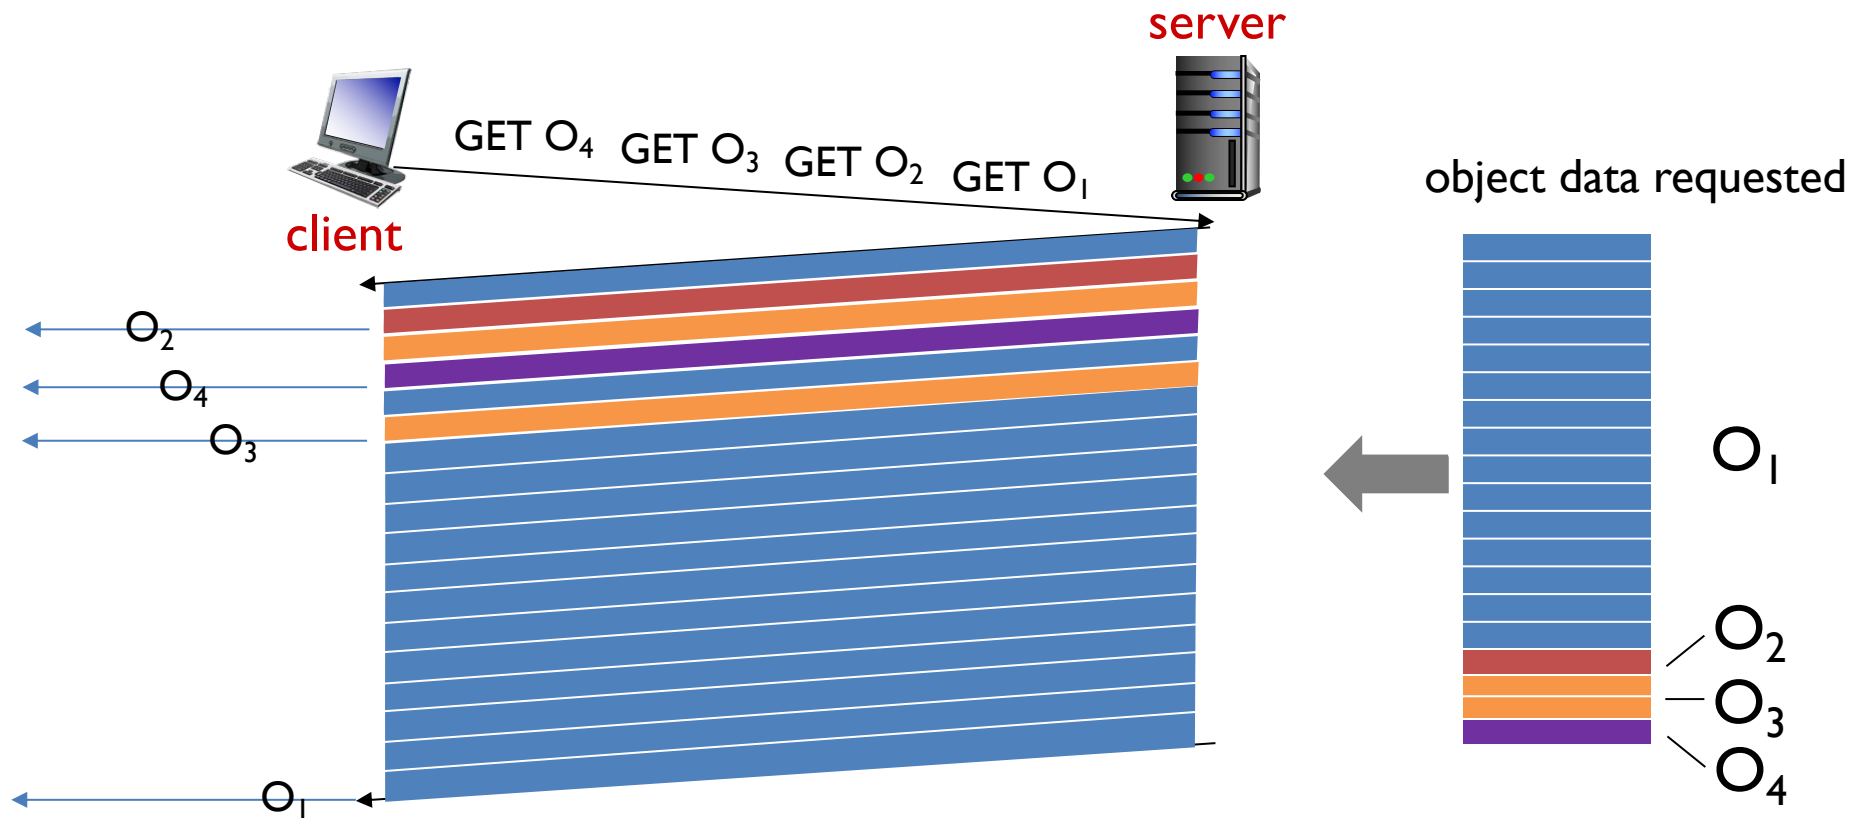 server
GET O₄ GET O₃ GET O₂ GET O₁
object data requested
client
O₂
O₄
O₃
O₁
O₂
O₃
O₁
O₄